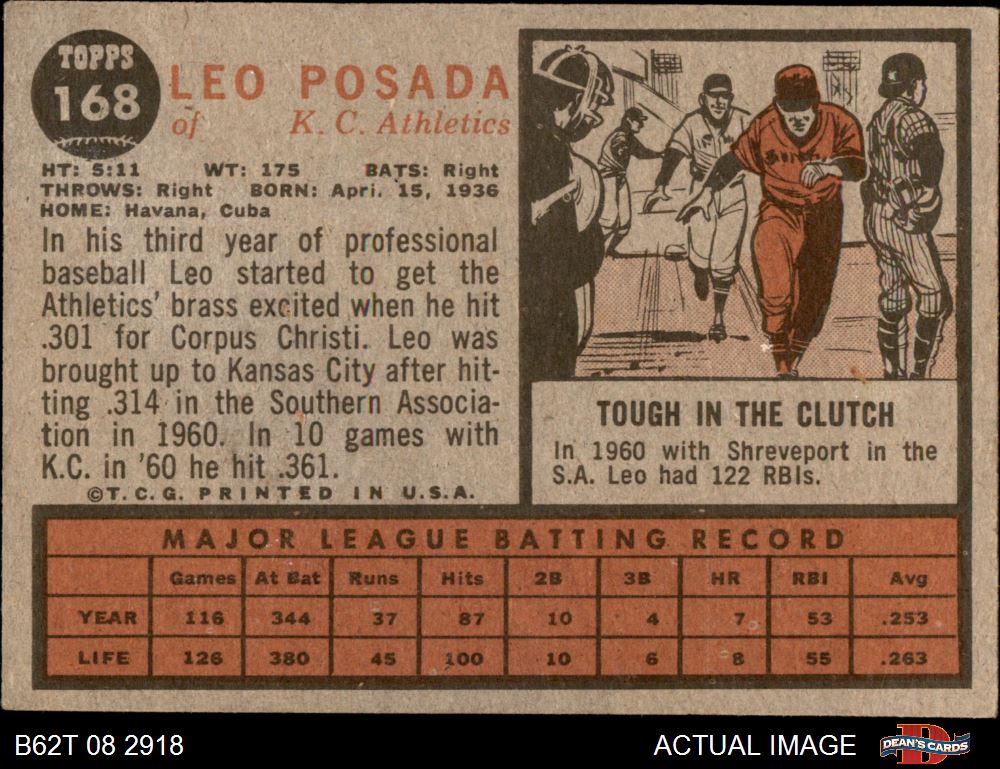 TOPPS
168
LEO POSADA
of K. C. Athletics
HT: 5:11 WT: 175 BATS: Right
THROWS: Right BORN: Apri. 15, 1936
HOME: Havana, Cuba
In his third year of professional
baseball Leo started to get the
Athletics' brass excited when he hit
.301 for Corpus Christi. Leo was
brought up to Kansas City after hit-
ting .314 in the Southern Associa-
tion in 1960. In 10 games with
K.C. in '60 he hit .361.
©T.C.G. PRINTED IN U.S.A.
TOUGH IN THE CLUTCH
In 1960 with Shreveport in the
S.A. Leo had 122 RBIs.
MAJOR LEAGUE BATTING RECORD
Games At Bat Runs Hits 2B 3B HR RBI Avg
YEAR 116 344 37 87 10 4 7 53 .253
LIFE 126 380 45 100 10 6 8 55 .263
B62T 08 2918 ACTUAL IMAGE DEAN'S CARDS